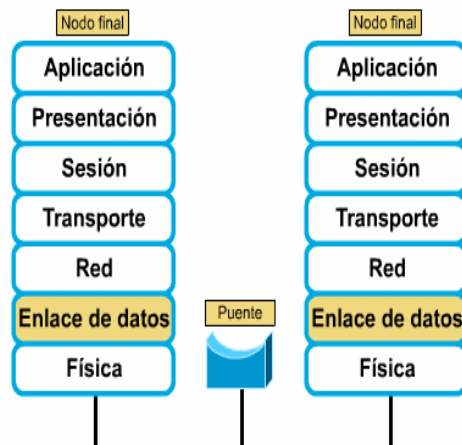 Nodo final
Aplicación
Presentación
Sesión
Transporte
Red
Enlace de datos
Física
Puente
Nodo final
Aplicación
Presentación
Sesión
Transporte
Red
Enlace de datos
Física